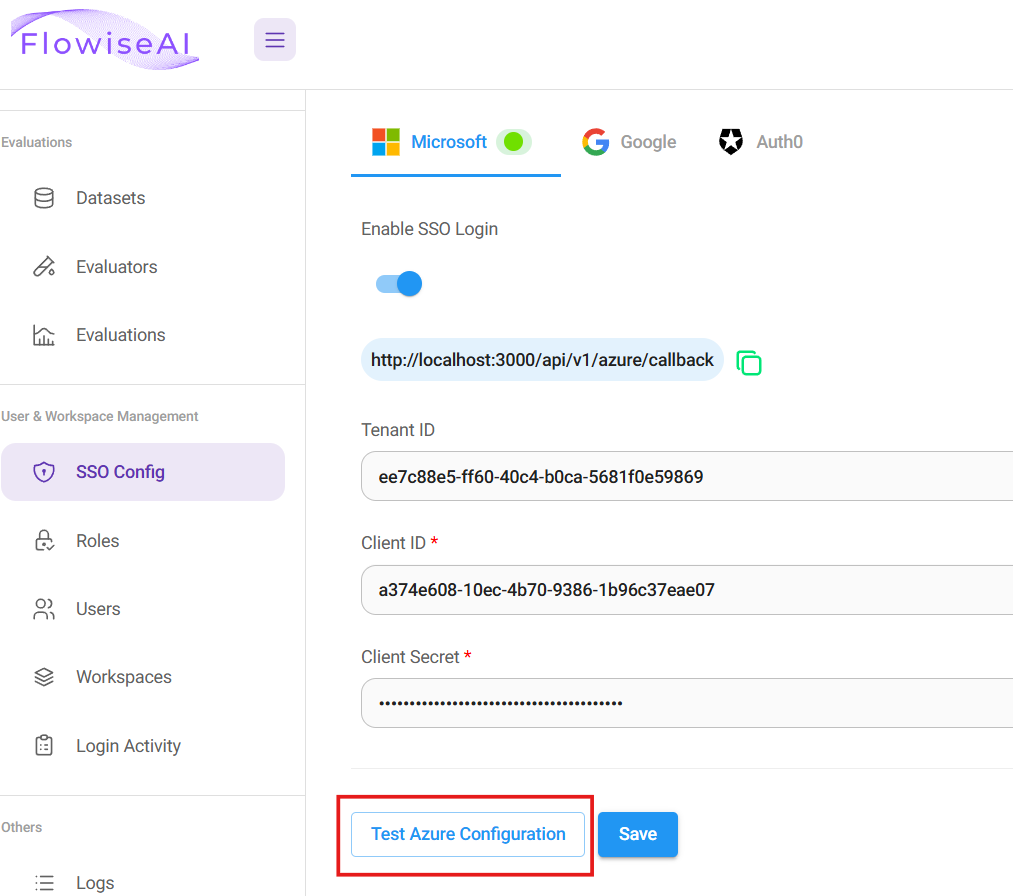 FlowiseAI
Evaluations
Datasets
Evaluators
Evaluations
User & Workspace Management
SSO Config
Roles
Users
Workspaces
Login Activity
Others
Logs
Microsoft
Google
Auth0
Enable SSO Login
http://localhost:3000/api/v1/azure/callback
Tenant ID
ee7c88e5-ff60-40c4-b0ca-5681f0e59869
Client ID *
a374e608-10ec-4b70-9386-1b96c37eae07
Client Secret *
••••••••••••••••••••••••••••••••••••••••
Test Azure Configuration
Save